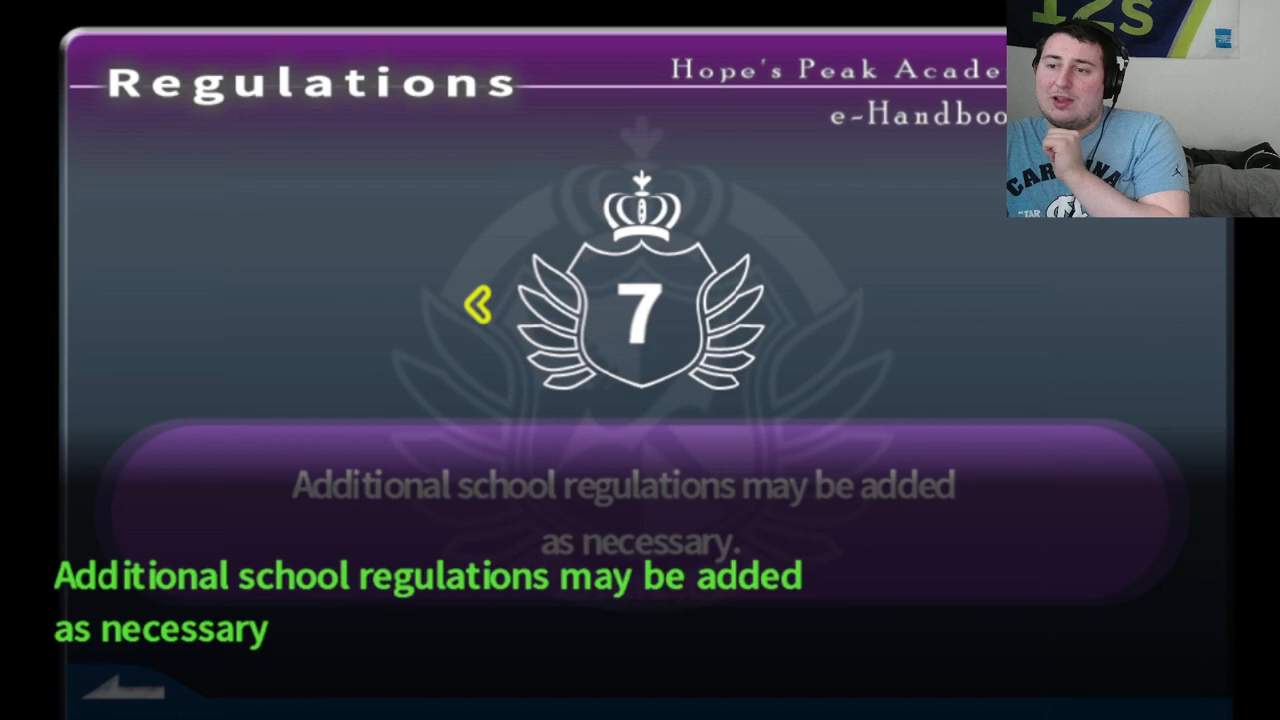 12s
Regulations
Hope's Peak Acade
e-Handboo
7
Additional school regulations may be added
as necessary.
Additional school regulations may be added
as necessary